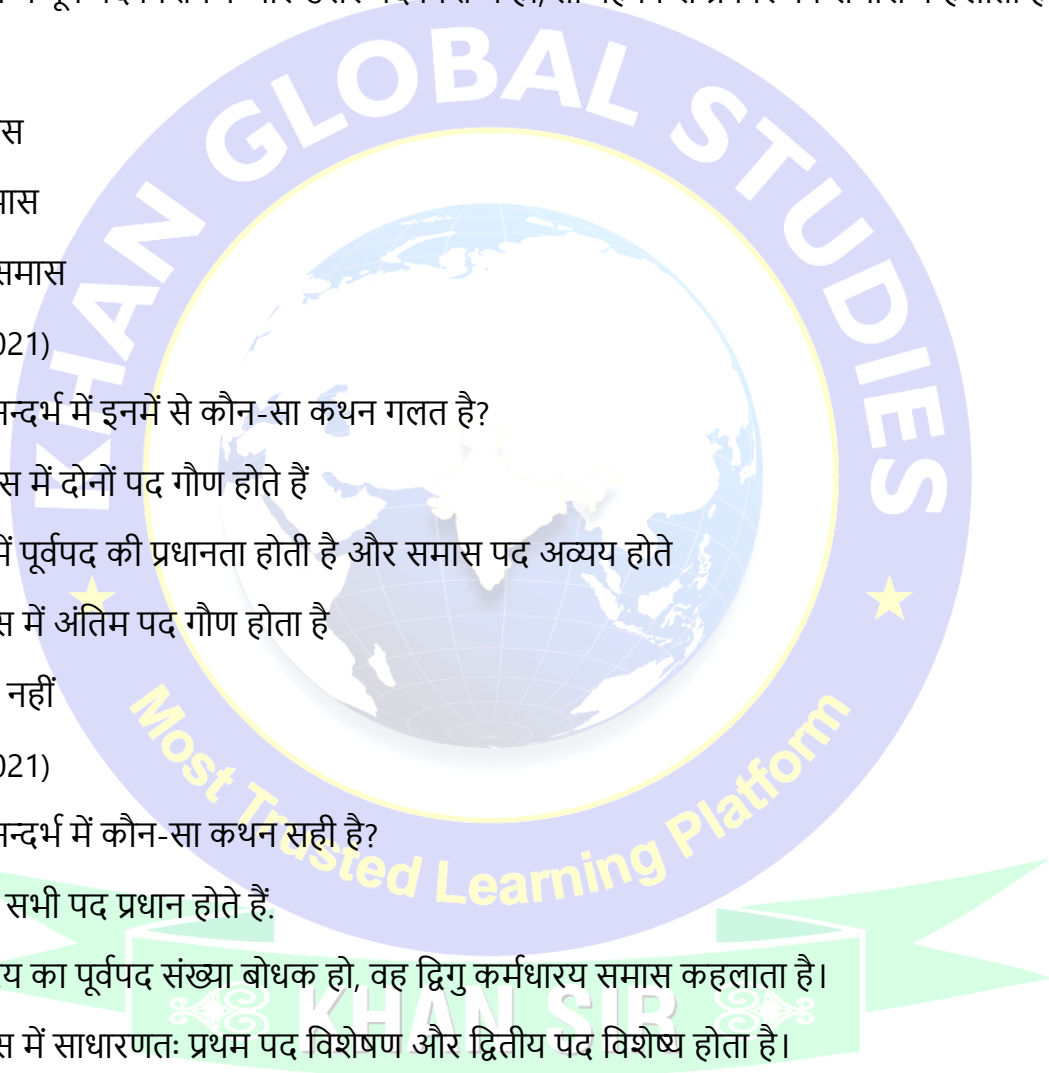 हो, तो वह
स
मास
समास
021)
न्दर्भ में इनमें से कौन-सा कथन गलत है?
स में दोनों पद गौण होते हैं
में पूर्वपद की प्रधानता होती है और समास पद अव्यय होते
स में अंतिम पद गौण होता है
नहीं
021)
न्दर्भ में कौन-सा कथन सही है?
सभी पद प्रधान होते हैं.
रय का पूर्वपद संख्या बोधक हो, वह द्विगु कर्मधारय समास कहलाता है।
स में साधारणतः प्रथम पद विशेषण और द्वितीय पद विशेष्य होता है।
KHAN GLOBAL STUDIES
Most Trusted Learning Platform
KHAN SIR